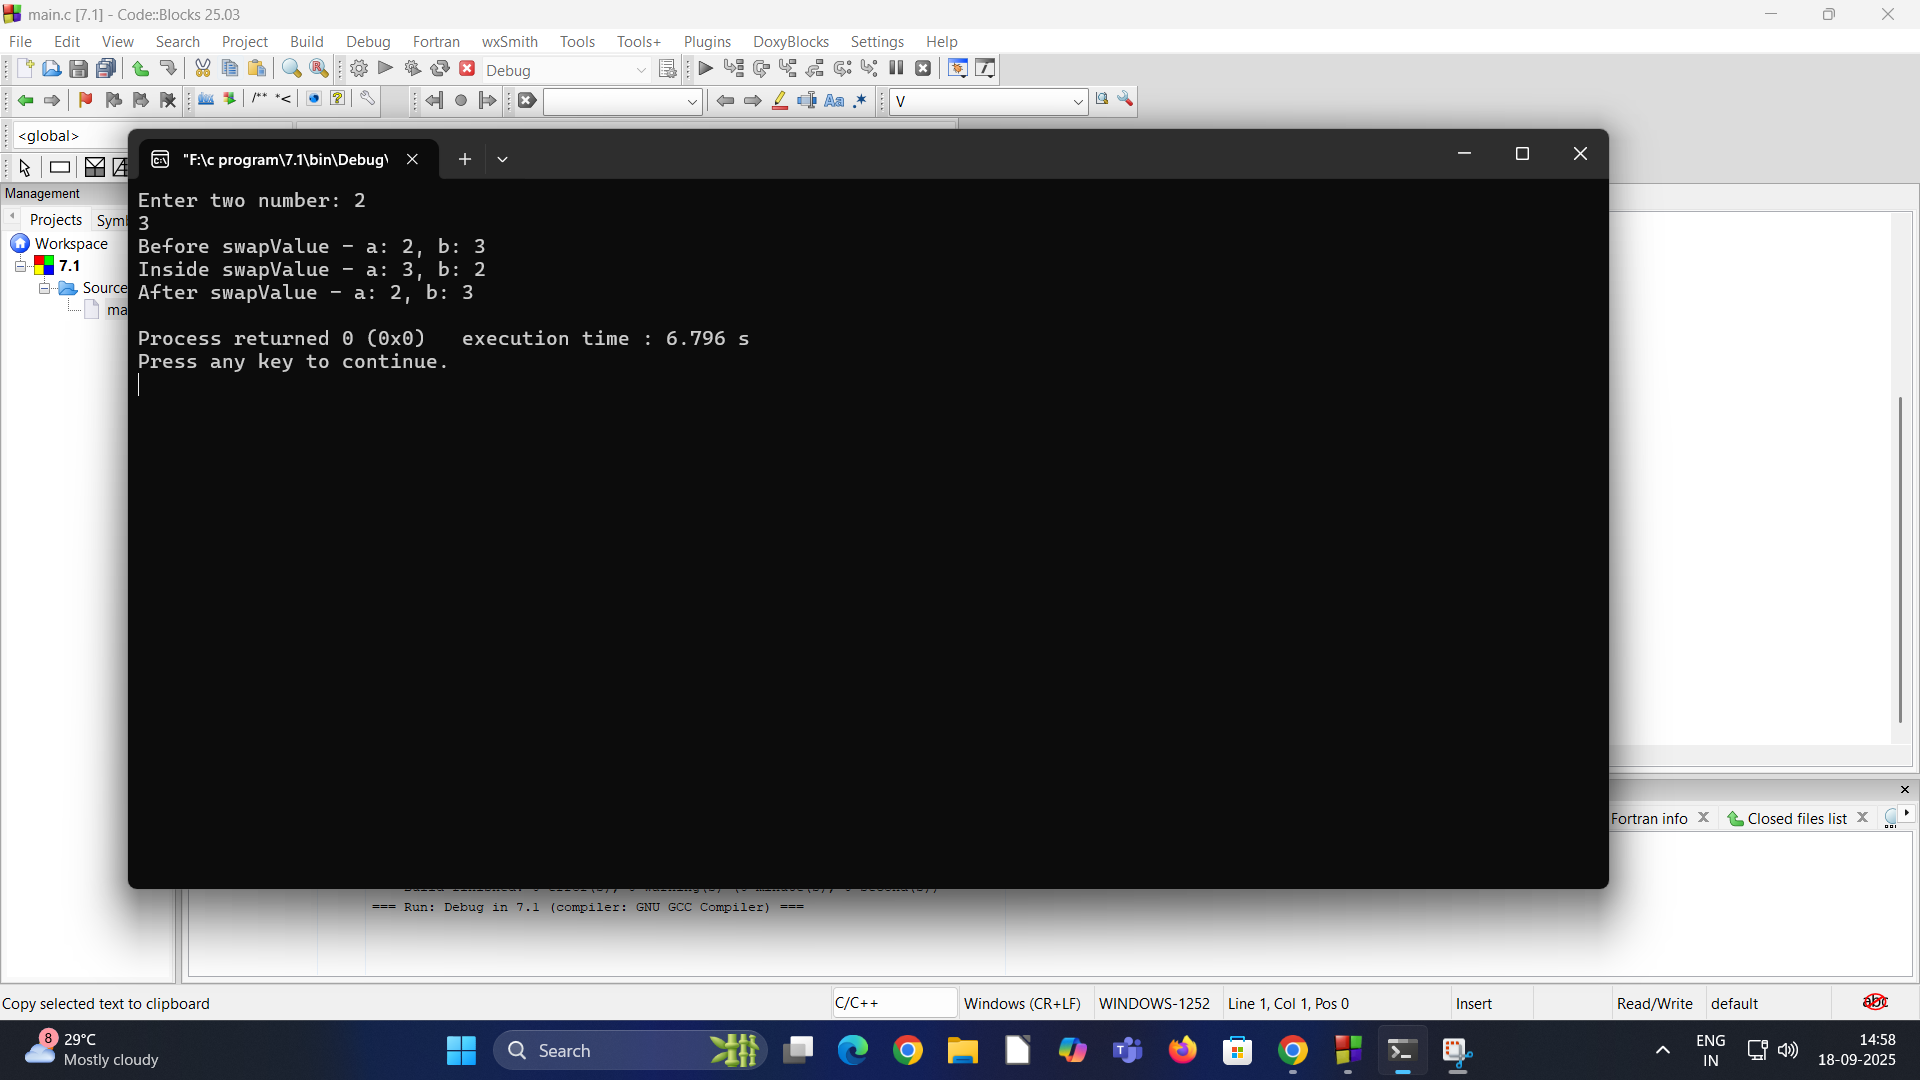 main.c [7.1] - Code::Blocks 25.03
File Edit View Search Project Build Debug Fortran wxSmith Tools Tools+ Plugins DoxyBlocks Settings Help
Debug
/** *<
Aa .*
V
<global>
"F:\c program\7.1\bin\Debug\
Management
Projects Symb
Workspace
7.1
Source
ma
Enter two number: 2
3
Before swapValue - a: 2, b: 3
Inside swapValue - a: 3, b: 2
After swapValue - a: 2, b: 3
Process returned 0 (0x0)   execution time : 6.796 s
Press any key to continue.
Fortran info Closed files list
=== Run: Debug in 7.1 (compiler: GNU GCC Compiler) ===
Copy selected text to clipboard C/C++ Windows (CR+LF) WINDOWS-1252 Line 1, Col 1, Pos 0 Insert Read/Write default abc
8 29°C
Mostly cloudy
Search
ENG
IN
14:58
18-09-2025